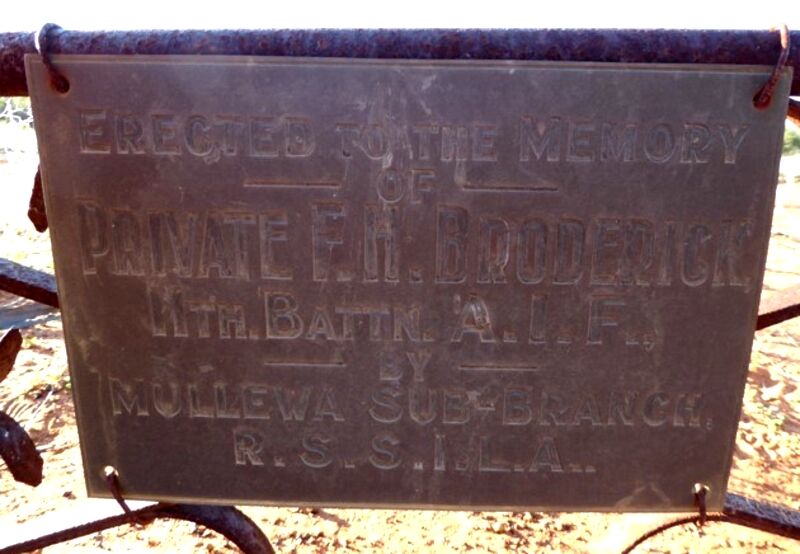 ERECTED TO THE MEMORY
OF
PRIVATE F.H. BRODERICK,
11TH. BATTN. A.I.F.,
BY
MULLEWA SUB-BRANCH,
R.S.S.I.L.A..